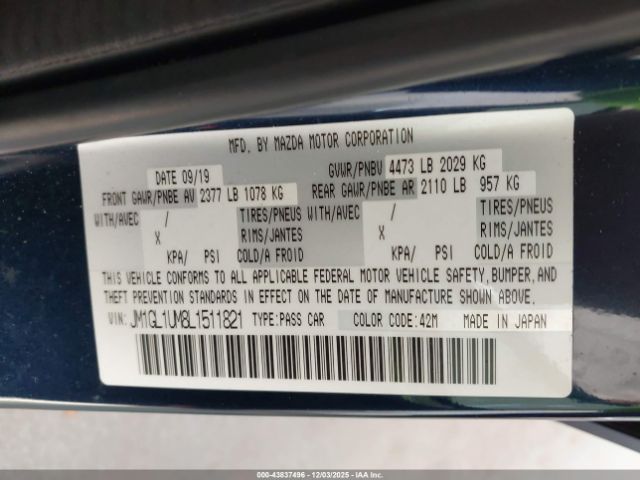 MFD. BY MAZDA MOTOR CORPORATION
DATE 09/19 GVWR/PNBV 4473 LB 2029 KG
FRONT GAWR/PNBE AV 2377 LB 1078 KG REAR GAWR/PNBE AR 2110 LB 957 KG
WITH/AVEC / TIRES/PNEUS WITH/AVEC / TIRES/PNEUS
X RIMS/JANTES X RIMS/JANTES
KPA/ PSI COLD/A FROID KPA/ PSI COLD/A FROID
THIS VEHICLE CONFORMS TO ALL APPLICABLE FEDERAL MOTOR VEHICLE SAFETY,BUMPER,AND
THEFT PREVENTION STANDARDS IN EFFECT ON THE DATE OF MANUFACTURE SHOWN ABOVE.
VIN: JM1GL1UM8L1511821 TYPE:PASS CAR COLOR CODE:42M MADE IN JAPAN
000-43837496 - 12/03/2025 - IAAI.CA